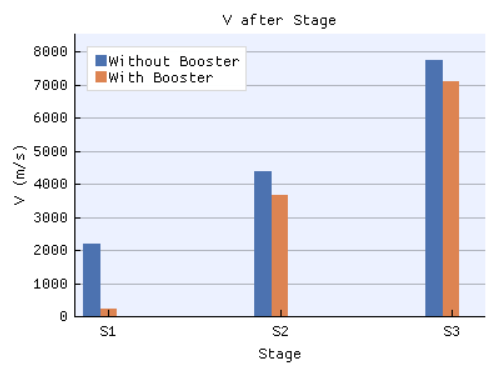 V after Stage
Without Booster
With Booster
8000
7000
6000
5000
4000
3000
2000
1000
0
V (m/s)
S1 S2 S3
Stage